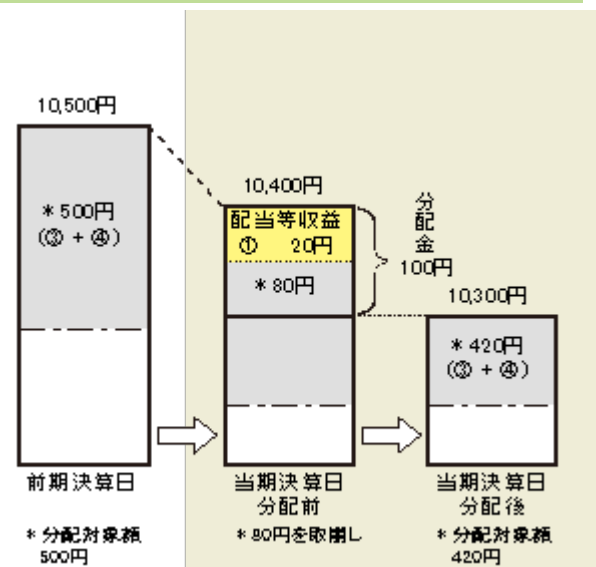 10,500円
*500円
(③ + ④)
前期決算日
* 分配対象額
500円
10,400円
配当等収益
① 20円
*80円
分配金
100円
当期決算日
分配前
*80円を取崩し
10,300円
*420円
(③ + ④)
当期決算日
分配後
* 分配対象額
420円